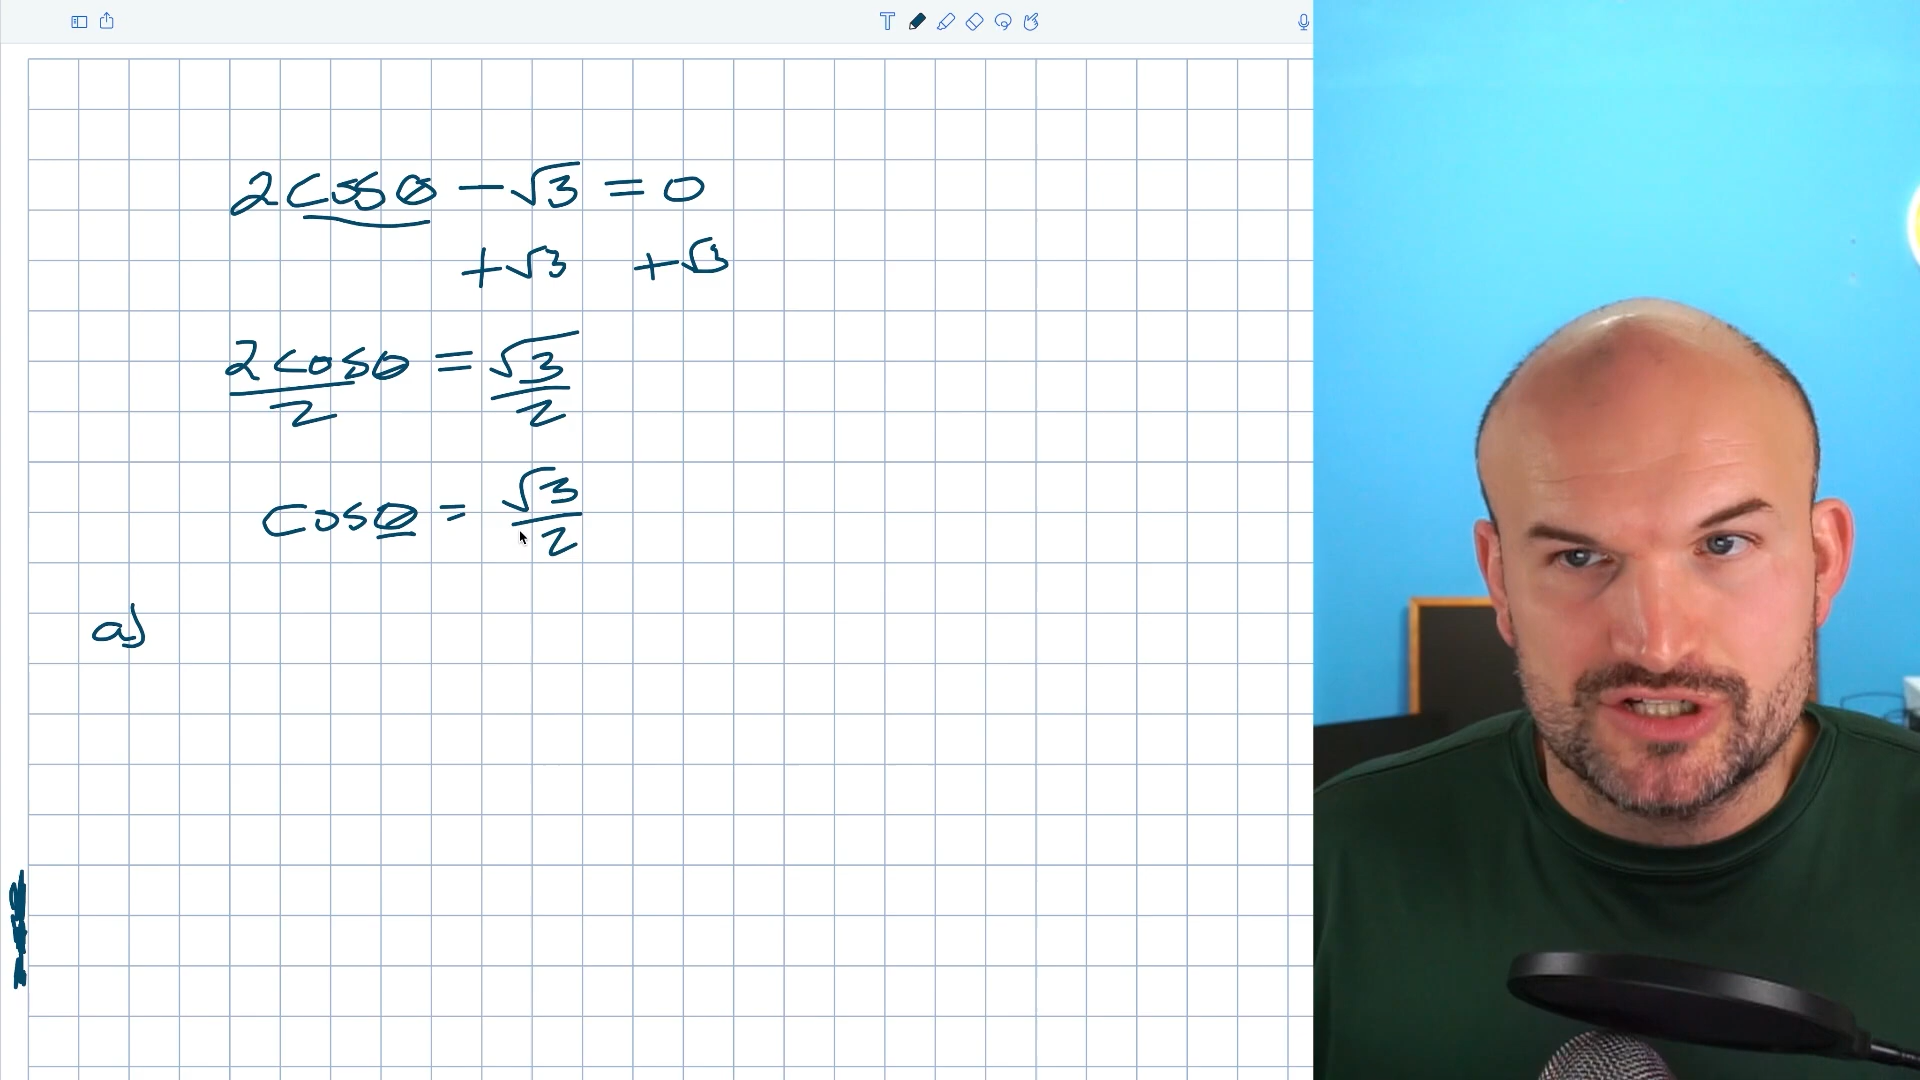 2cosθ - √3 = 0
+√3 +√3
2cosθ/2 = √3/2
cosθ = √3/2
a)